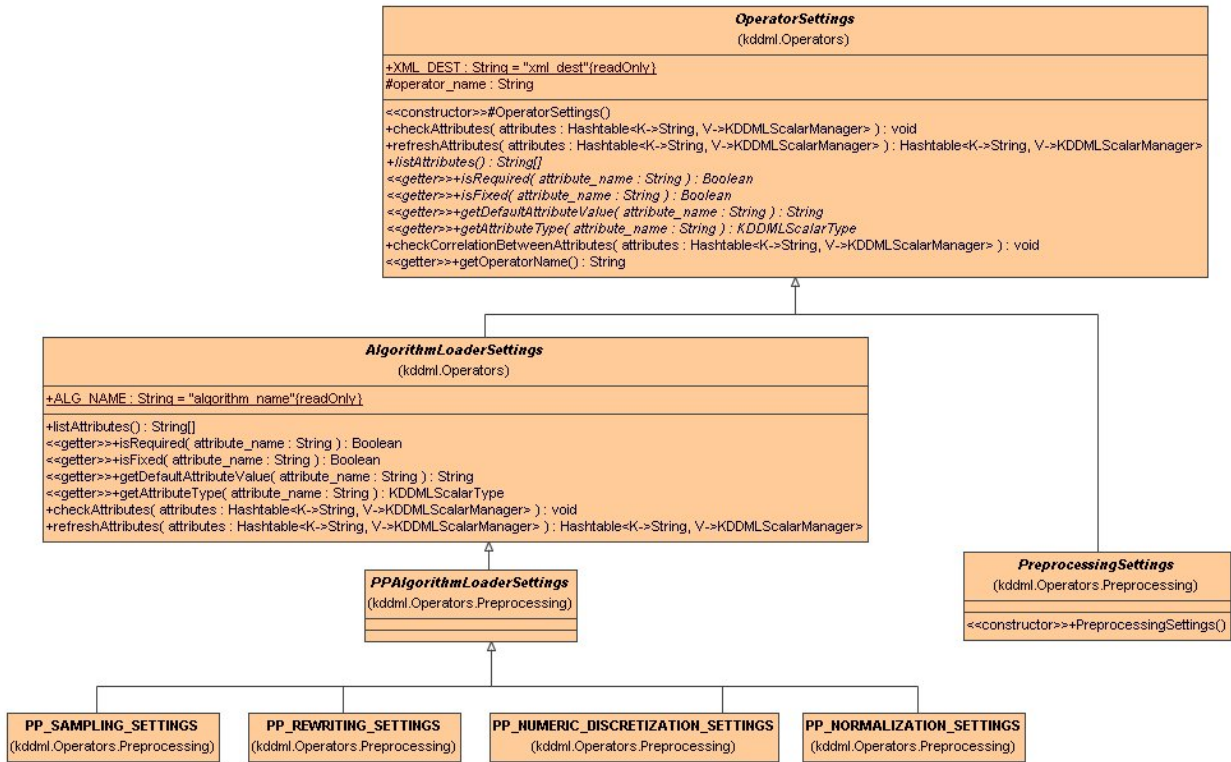 OperatorSettings
(kddml.Operators)
+XML_DEST : String = "xml_dest"{readOnly}
#operator_name : String
<<constructor>>#OperatorSettings()
+checkAttributes( attributes : Hashtable<K->String, V->KDDMLScalarManager> ) : void
+refreshAttributes( attributes : Hashtable<K->String, V->KDDMLScalarManager> ) : Hashtable<K->String, V->KDDMLScalarManager>
+listAttributes() : String[]
<<getter>>+isRequired( attribute_name : String ) : Boolean
<<getter>>+isFixed( attribute_name : String ) : Boolean
<<getter>>+getDefaultAttributeValue( attribute_name : String ) : String
<<getter>>+getAttributeType( attribute_name : String ) : KDDMLScalarType
+checkCorrelationBetweenAttributes( attributes : Hashtable<K->String, V->KDDMLScalarManager> ) : void
<<getter>>+getOperatorName() : String
AlgorithmLoaderSettings
(kddml.Operators)
+ALG_NAME : String = "algorithm_name"{readOnly}
+listAttributes() : String[]
<<getter>>+isRequired( attribute_name : String ) : Boolean
<<getter>>+isFixed( attribute_name : String ) : Boolean
<<getter>>+getDefaultAttributeValue( attribute_name : String ) : String
<<getter>>+getAttributeType( attribute_name : String ) : KDDMLScalarType
+checkAttributes( attributes : Hashtable<K->String, V->KDDMLScalarManager> ) : void
+refreshAttributes( attributes : Hashtable<K->String, V->KDDMLScalarManager> ) : Hashtable<K->String, V->KDDMLScalarManager>
PreprocessingSettings
(kddml.Operators.Preprocessing)
<<constructor>>+PreprocessingSettings()
PPAlgorithmLoaderSettings
(kddml.Operators.Preprocessing)
PP_SAMPLING_SETTINGS
(kddml.Operators.Preprocessing)
PP_REWRITING_SETTINGS
(kddml.Operators.Preprocessing)
PP_NUMERIC_DISCRETIZATION_SETTINGS
(kddml.Operators.Preprocessing)
PP_NORMALIZATION_SETTINGS
(kddml.Operators.Preprocessing)